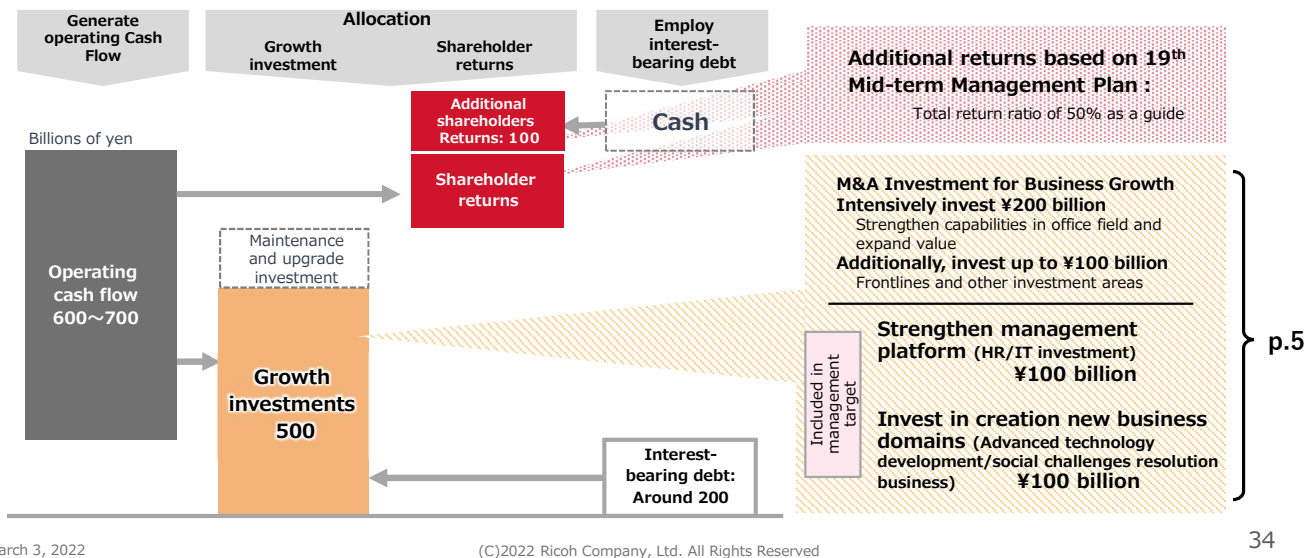 Generate
operating Cash
Flow
Allocation
Growth
investment
Shareholder
returns
Employ
interest-
bearing debt
Additional returns based on 19th
Mid-term Management Plan :
Total return ratio of 50% as a guide
Additional
shareholders
Returns: 100
Cash
Billions of yen
Shareholder
returns
Maintenance
and upgrade
investment
Operating
cash flow
600～700
Growth
investments
500
Interest-
bearing debt:
Around 200
M&A Investment for Business Growth
Intensively invest ¥200 billion
Strengthen capabilities in office field and
expand value
Additionally, invest up to ¥100 billion
Frontlines and other investment areas
Included in
management
target
Strengthen management
platform (HR/IT investment)
¥100 billion
Invest in creation new business
domains (Advanced technology
development/social challenges resolution
business) ¥100 billion
p.5
arch 3, 2022
(C)2022 Ricoh Company, Ltd. All Rights Reserved
34